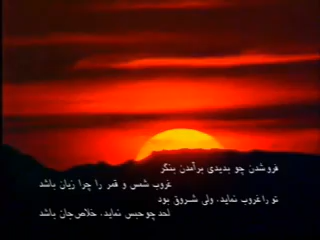 فروشدن چو بدیدی برآمدن بنگر
غروب شمس و قمر را چرا زیان باشد
تو را غروب نماید، ولی شروق بود
لحد چو حبس نماید، خلاص جان باشد